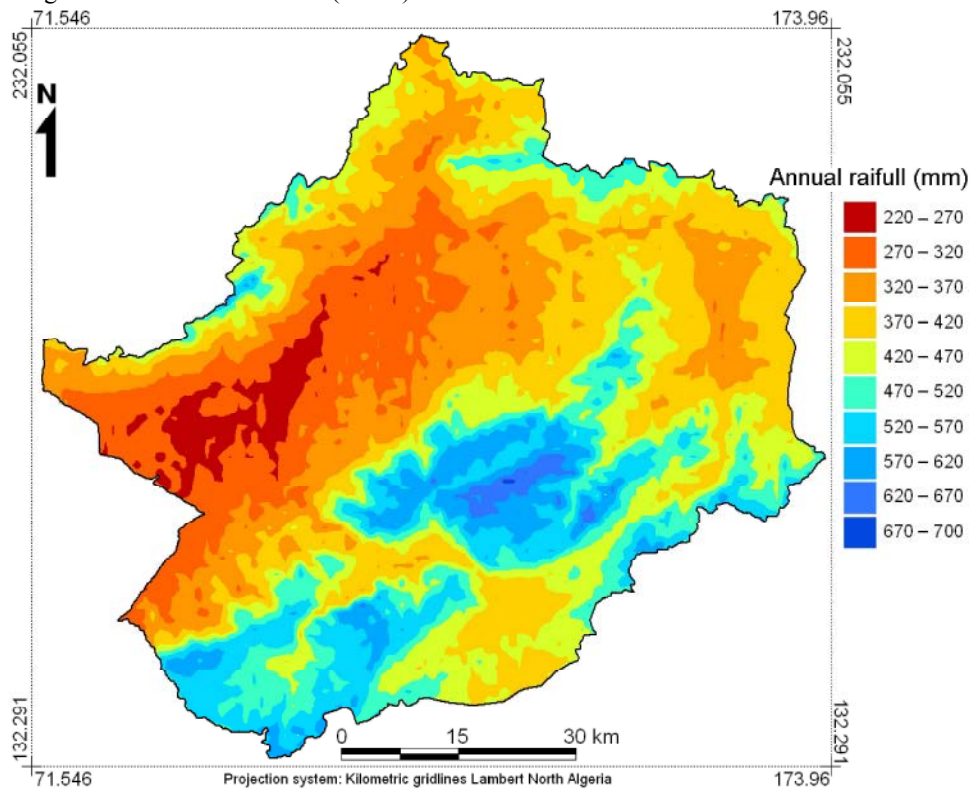 71.546
173.96
232.055
232.055
N
Annual raifull (mm)
220 – 270
270 – 320
320 – 370
370 – 420
420 – 470
470 – 520
520 – 570
570 – 620
620 – 670
670 – 700
0 15 30 km
132.291
132.291
71.546
Projection system: Kilometric gridlines Lambert North Algeria
173.96